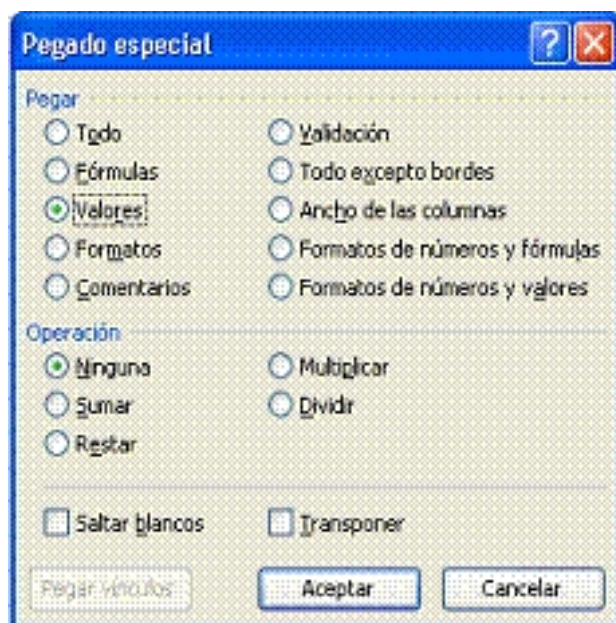 Pegado especial
Pegar
Todo
Validación
Fórmulas
Todo excepto bordes
Valores
Ancho de las columnas
Formatos
Formatos de números y fórmulas
Comentarios
Formatos de números y valores
Operación
Ninguna
Multiplicar
Sumar
Dividir
Restar
Saltar blancos
Transponer
Pegar vínculos
Aceptar
Cancelar